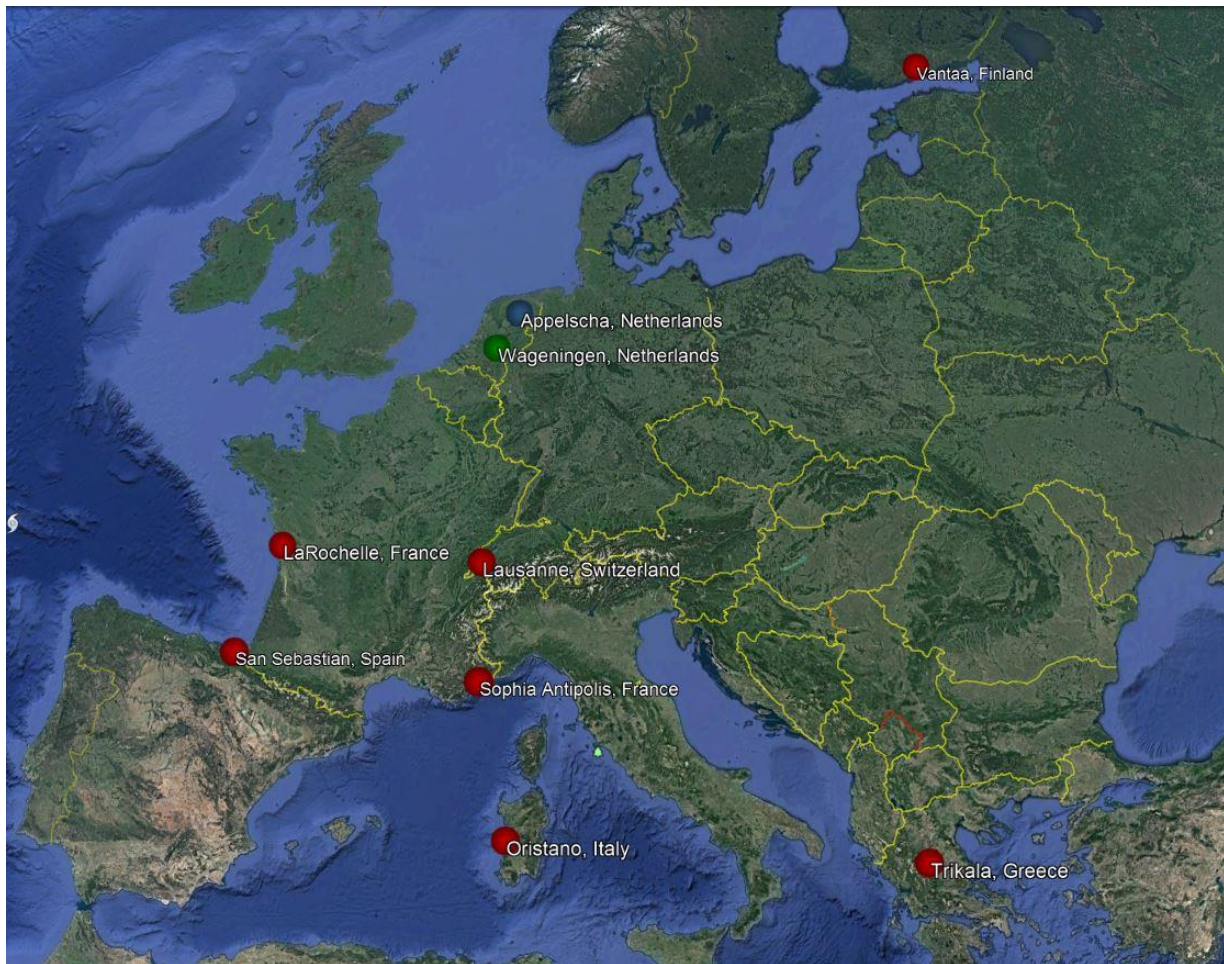 Vantaa, Finland
Appelscha, Netherlands
Wageningen, Netherlands
LaRochelle, France
Lausanne, Switzerland
San Sebastian, Spain
Sophia Antipolis, France
Oristano, Italy
Trikala, Greece